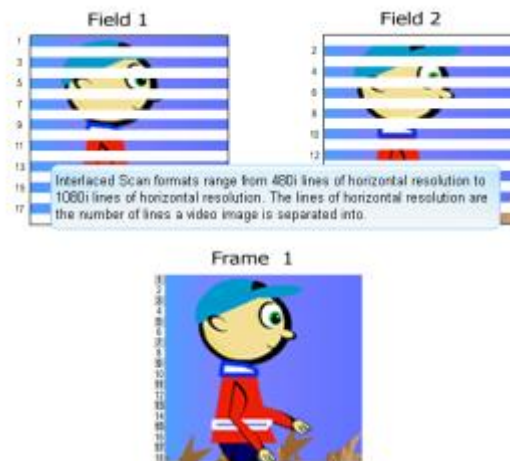 Field 1
Field 2
1
3
5
7
9
11
13
15
17
2
4
6
8
10
12
Interlaced Scan formats range from 480i lines of horizontal resolution to
1080i lines of horizontal resolution. The lines of horizontal resolution are
the number of lines a video image is separated into.
Frame 1